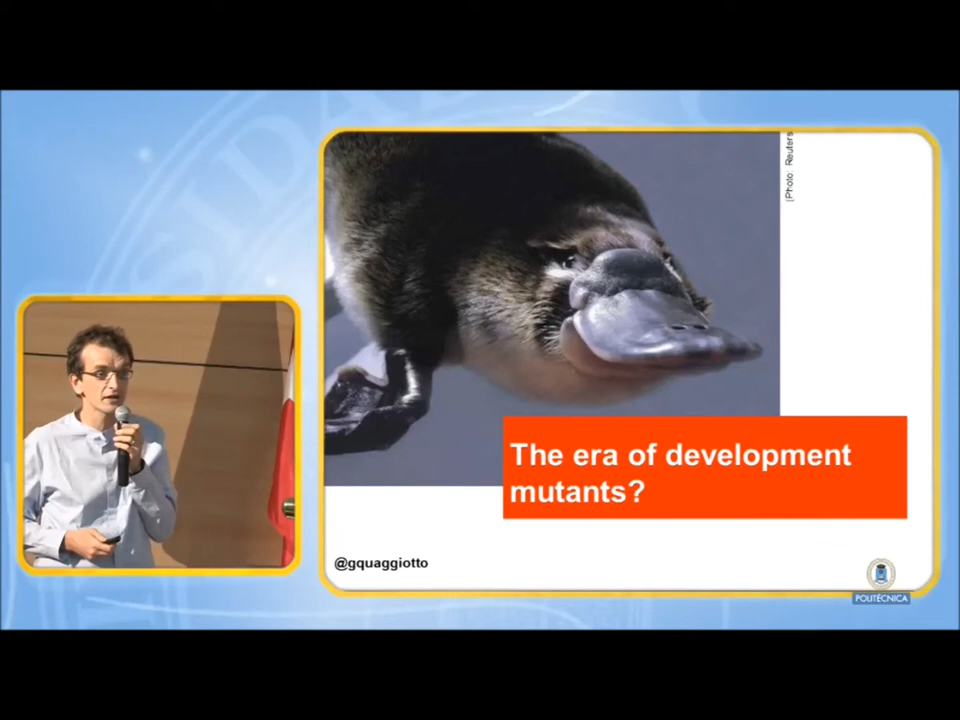 (Photo: Reuters
The era of development
mutants?
@gquaggiotto
POLITÉCNICA